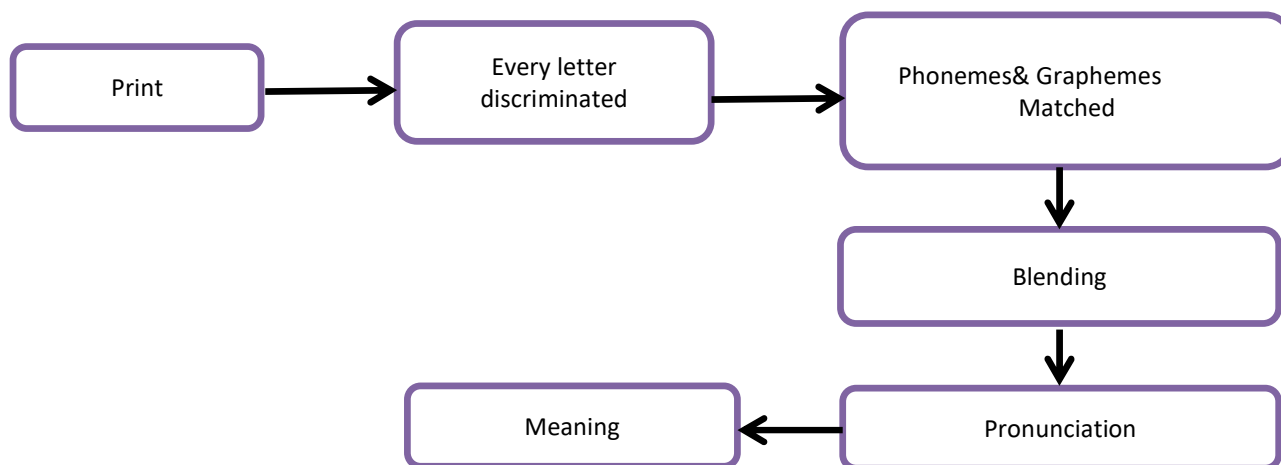 Print
Every letter
discriminated
Phonemes& Graphemes
Matched
Blending
Pronunciation
Meaning